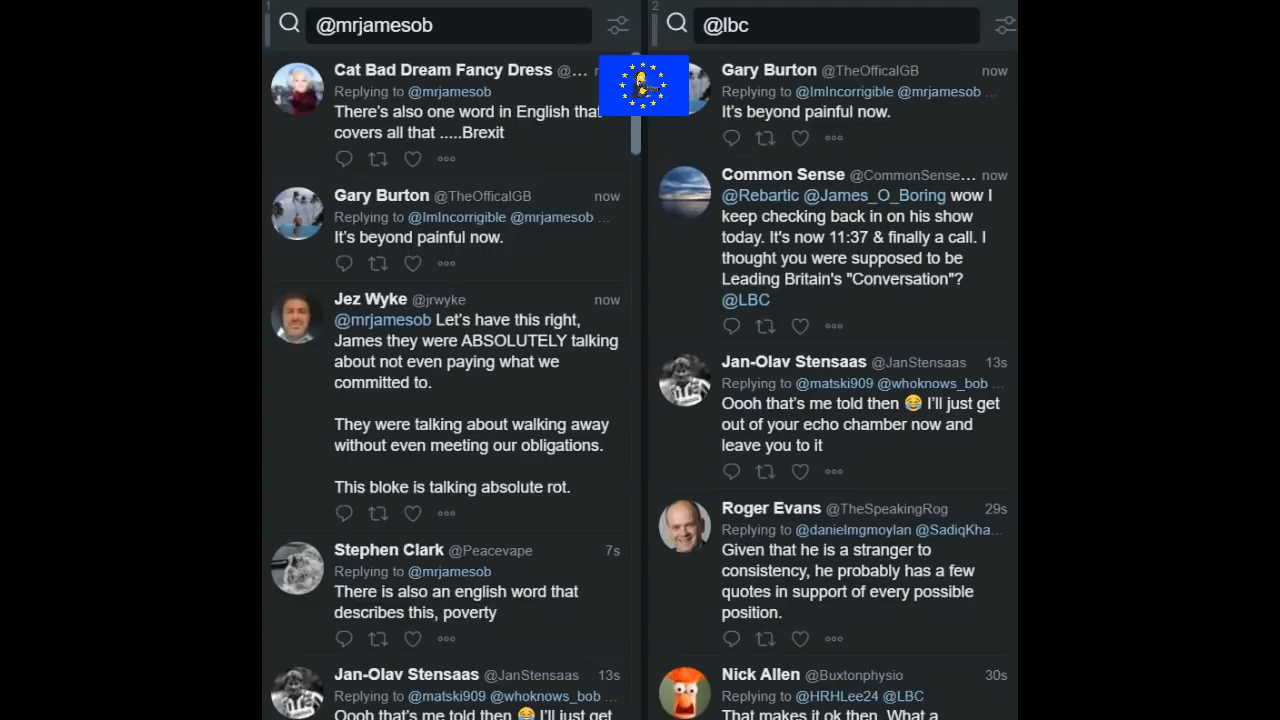 1
@mrjamesob
Cat Bad Dream Fancy Dress @...
Replying to @mrjamesob
There's also one word in English that
covers all that .....Brexit
Gary Burton @TheOfficalGB now
Replying to @ImIncorrigible @mrjamesob ...
It's beyond painful now.
Jez Wyke @jrwyke now
@mrjamesob Let's have this right,
James they were ABSOLUTELY talking
about not even paying what we
committed to.
They were talking about walking away
without even meeting our obligations.
This bloke is talking absolute rot.
Stephen Clark @Peacevape 7s
Replying to @mrjamesob
There is also an english word that
describes this, poverty
Jan-Olav Stensaas @JanStensaas 13s
Replying to @matski909 @whoknows_bob ...
Oooh that's me told then 😂 I'll just get
2
@lbc
Gary Burton @TheOfficalGB now
Replying to @ImIncorrigible @mrjamesob ...
It's beyond painful now.
Common Sense @CommonSense... now
@Rebartic @James_O_Boring wow I
keep checking back in on his show
today. It's now 11:37 & finally a call. I
thought you were supposed to be
Leading Britain's "Conversation"?
@LBC
Jan-Olav Stensaas @JanStensaas 13s
Replying to @matski909 @whoknows_bob ...
Oooh that's me told then 😂 I'll just get
out of your echo chamber now and
leave you to it
Roger Evans @TheSpeakingRog 29s
Replying to @danielmgmoylan @SadiqKha...
Given that he is a stranger to
consistency, he probably has a few
quotes in support of every possible
position.
Nick Allen @Buxtonphysio 30s
Replying to @HRHLee24 @LBC
That makes it ok then. What a